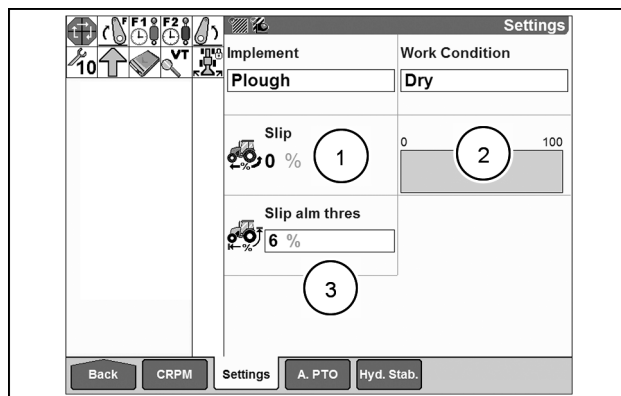 F F1 F2
10 VT
Settings
Implement
Work Condition
Plough
Dry
Slip
0 %
1
0 100
2
Slip alm thres
6 %
3
%
%
Back CRPM Settings A. PTO Hyd. Stab.